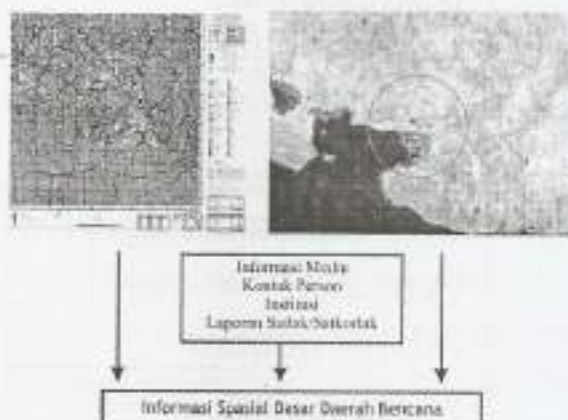 Informasi Media
Kontak Person
Institusi
Laporan Satlak/Satkorlak
Informasi Spasial Dasar Daerah Bencana